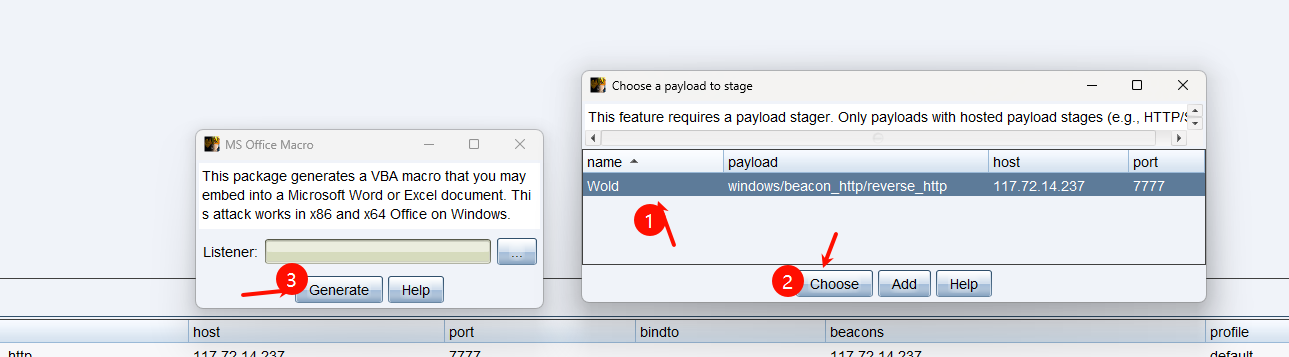 Choose a payload to stage
This feature requires a payload stager. Only payloads with hosted payload stages (e.g., HTTP/S
name payload host port
Wold windows/beacon_http/reverse_http 117.72.14.237 7777
1
2
Choose Add Help
MS Office Macro
This package generates a VBA macro that you may
embed into a Microsoft Word or Excel document. Thi
s attack works in x86 and x64 Office on Windows.
Listener: ...
3
Generate Help
host port bindto beacons profile
http 117.72.14.237 7777 117.72.14.237 default